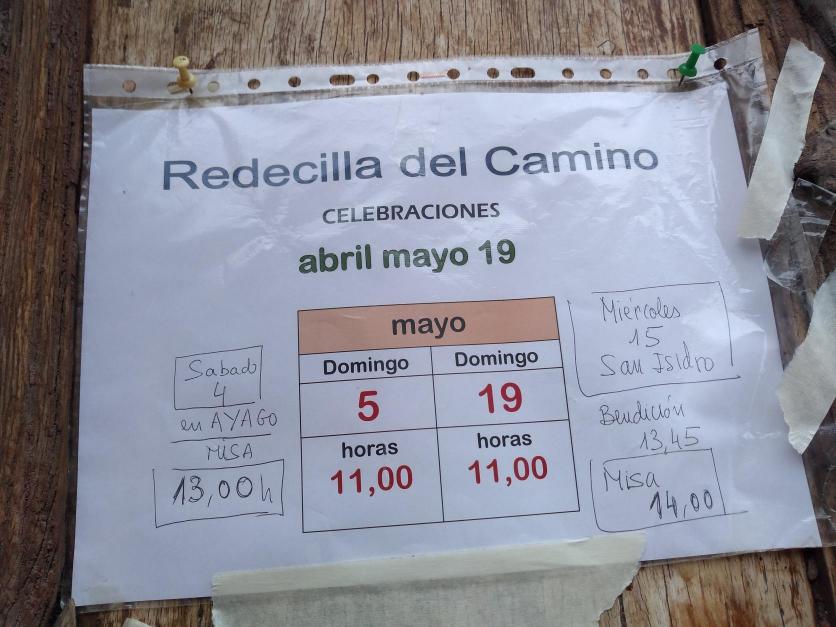 Redecilla del Camino
CELEBRACIONES
abril mayo 19
mayo
Domingo Domingo
5 19
horas horas
11,00 11,00
Sabado
4
en AYAGO
MISA
13,00 h
Miércoles
15
San Isidro
Bendición
13,45
Misa
14,00